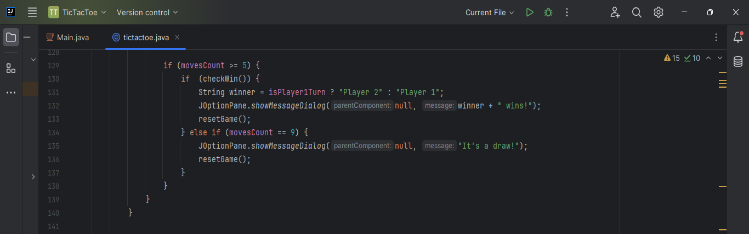 TT TicTacToe Version control Current File
Main.java tictactoe.java
128
129 if (movesCount >= 5) {
15 10
130 if (checkWin()) {
131 String winner = isPlayer1Turn ? "Player 2" : "Player 1";
132 JOptionPane.showMessageDialog( parentComponent: null, message: winner + " wins!");
133 resetGame();
134 } else if (movesCount == 9) {
135 JOptionPane.showMessageDialog( parentComponent: null, message: "It's a draw!");
136 resetGame();
137 }
138 }
139 }
140 }
141